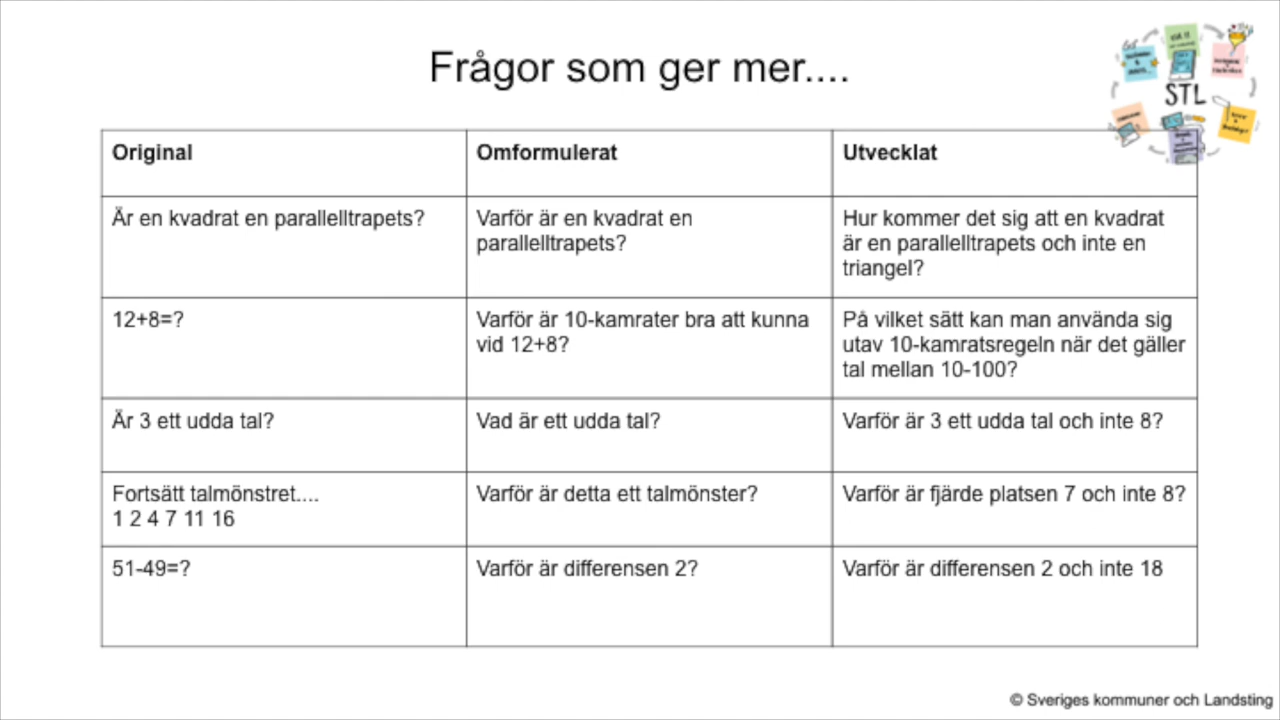 Frågor som ger mer....
STL
Original
Omformulerat
Utvecklat
Är en kvadrat en parallelltrapets?
Varför är en kvadrat en
parallelltrapets?
Hur kommer det sig att en kvadrat
är en parallelltrapets och inte en
triangel?
12+8=?
Varför är 10-kamrater bra att kunna
vid 12+8?
På vilket sätt kan man använda sig
utav 10-kamratsregeln när det gäller
tal mellan 10-100?
Är 3 ett udda tal?
Vad är ett udda tal?
Varför är 3 ett udda tal och inte 8?
Fortsätt talmönstret....
1 2 4 7 11 16
Varför är detta ett talmönster?
Varför är fjärde platsen 7 och inte 8?
51-49=?
Varför är differensen 2?
Varför är differensen 2 och inte 18
© Sveriges kommuner och Landsting